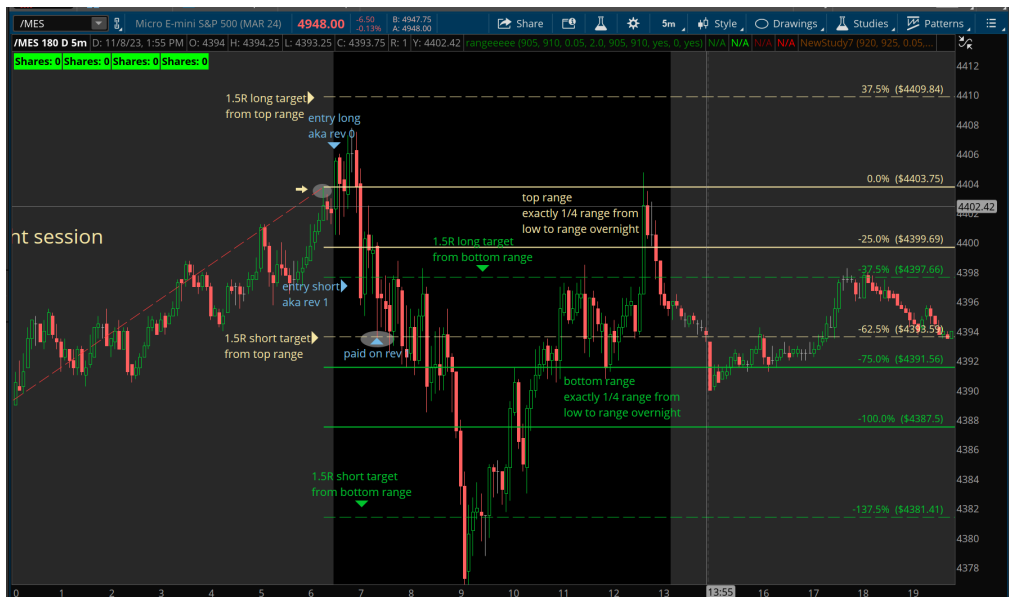 /MES
Micro E-mini S&P 500 (MAR 24)
4948.00
-6.50
-0.13%
B: 4947.75
A: 4948.00
Share
5m
Style
Drawings
Studies
Patterns
/MES 180 D 5m D: 11/8/23, 1:55 PM O: 4394 H: 4394.25 L: 4393.25 C: 4393.75 R: 1 Y: 4402.42 rangeeeee (905, 910, 0.05, 2.0, 905, 910, yes, 0, yes) N/A N/A N/A N/A NewStudy7 (920, 925, 0.05,...
Shares: 0 Shares: 0 Shares: 0 Shares: 0
1.5R long target
from top range
entry long
aka rev 0
37.5% ($4409.84)
0.0% ($4403.75)
top range
exactly 1/4 range from
low to range overnight
nt session
1.5R long target
from bottom range
-25.0% ($4399.69)
-37.5% ($4397.66)
entry short
aka rev 1
1.5R short target
from top range
paid on rev
-62.5% ($4393.59)
-75.0% ($4391.56)
bottom range
exactly 1/4 range from
low to range overnight
-100.0% ($4387.5)
1.5R short target
from bottom range
-137.5% ($4381.41)
4412
4410
4408
4406
4404
4402.42
4402
4400
4398
4396
4394
4392
4390
4388
4386
4384
4382
4380
4378
0 1 2 3 4 5 6 7 8 9 10 11 12 13 13:55 16 17 18 19